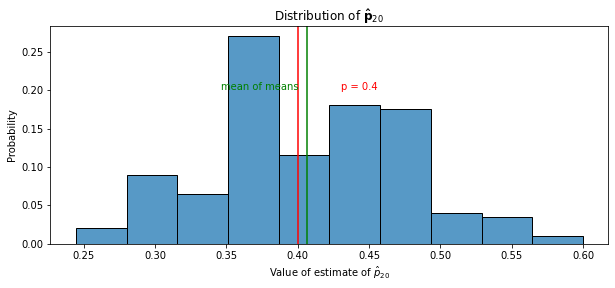 Distribution of p̂₂₀
Probability
0.25
0.20
0.15
0.10
0.05
0.00
mean of means
p = 0.4
0.25 0.30 0.35 0.40 0.45 0.50 0.55 0.60
Value of estimate of p̂₂₀